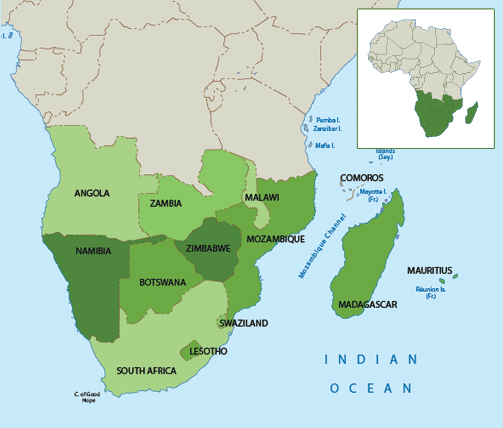 I.
Pumba I.
Zanzibar I.
Mafia I.
Islands
(Sey.)
COMOROS
Mayotte I.
(Fr.)
ANGOLA
ZAMBIA
MALAWI
NAMIBIA
ZIMBABWE
MOZAMBIQUE
Mozambique Channel
BOTSWANA
MAURITIUS
Réunion Is.
(Fr.)
MADAGASCAR
SWAZILAND
LESOTHO
SOUTH AFRICA
C. of Good
Hope
INDIAN
OCEAN